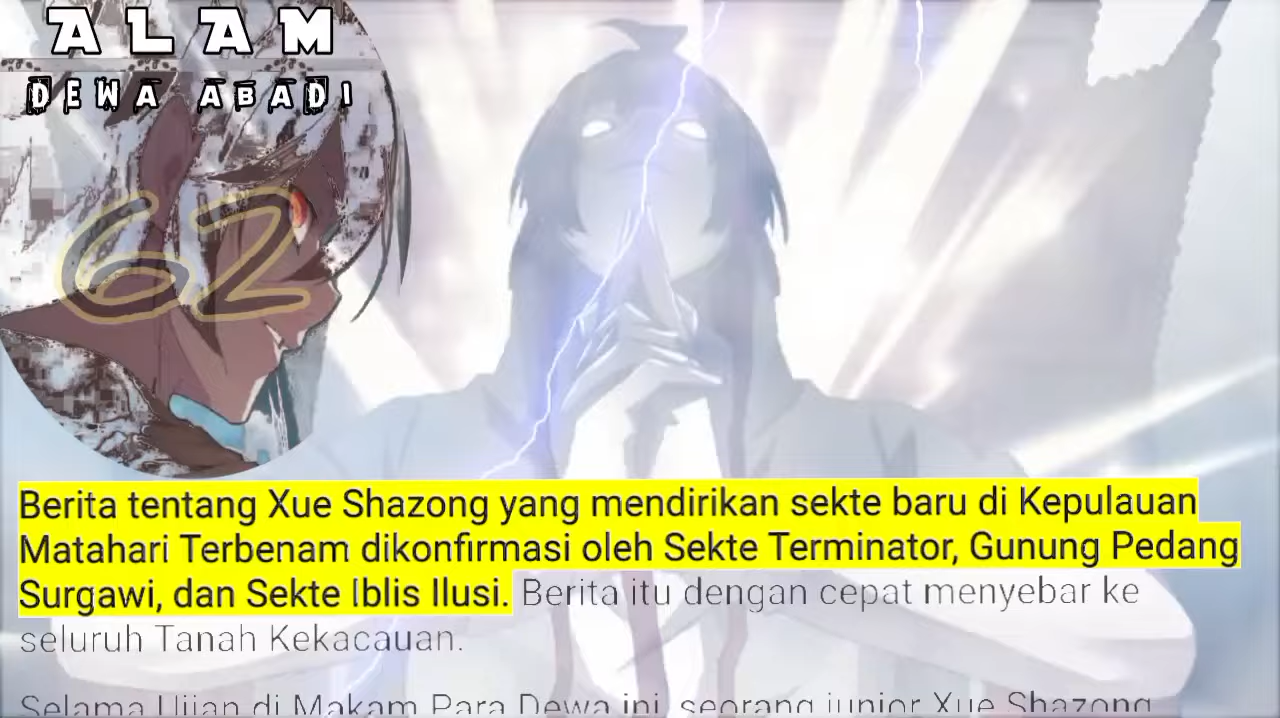 ALAM
DEWA ABADI
62
Berita tentang Xue Shazong yang mendirikan sekte baru di Kepulauan
Matahari Terbenam dikonfirmasi oleh Sekte Terminator, Gunung Pedang
Surgawi, dan Sekte Iblis Ilusi. Berita itu dengan cepat menyebar ke
seluruh Tanah Kekacauan.
Selama Ujian di Makam Para Dewa ini, seorang junior Xue Shazong